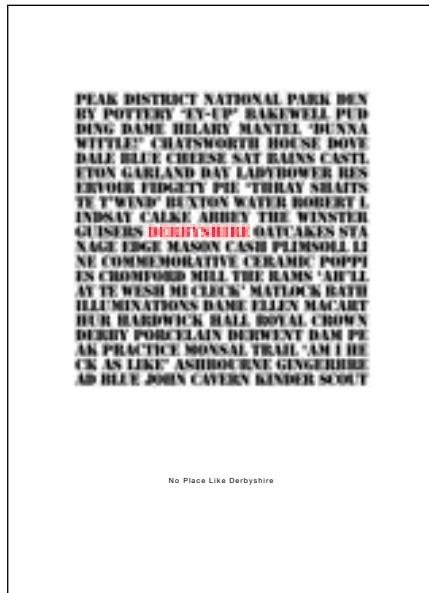 PEAK DISTRICT NATIONAL PARK DEN
BY POTTERY 'EY-UP' BAKEWELL PUD
DING DAME HILARY MANTEL 'DUNNA
WITTLE!' CHATSWORTH HOUSE DOVE
DALE BLUE CHEESE SAT BAINS CASTL
ETON GARLAND DAY LADYBOWER RES
ERVOIR FIDGETY PIE 'THRAY SHAITS
TE T'WIND' BUXTON WATER ROBERT L
INDSAY CALKE ABBEY THE WINSTER
GUISERS DERBYSHIRE OATCAKES STA
NAGE EDGE MASON CASH PLIMSOLL LI
NE COMMEMORATIVE CERAMIC POPPI
ES CROMFORD MILL THE RAMS 'AH'LL
AY TE WESH MI CLECK' MATLOCK BATH
ILLUMINATIONS DAME ELLEN MACART
HUR HARDWICK HALL ROYAL CROWN
DERBY PORCELAIN DERWENT DAM PE
AK PRACTICE MONSAL TRAIL 'AM I HE
CK AS LIKE' ASHBOURNE GINGERBRE
AD BLUE JOHN CAVERN KINDER SCOUT
No Place Like Derbyshire